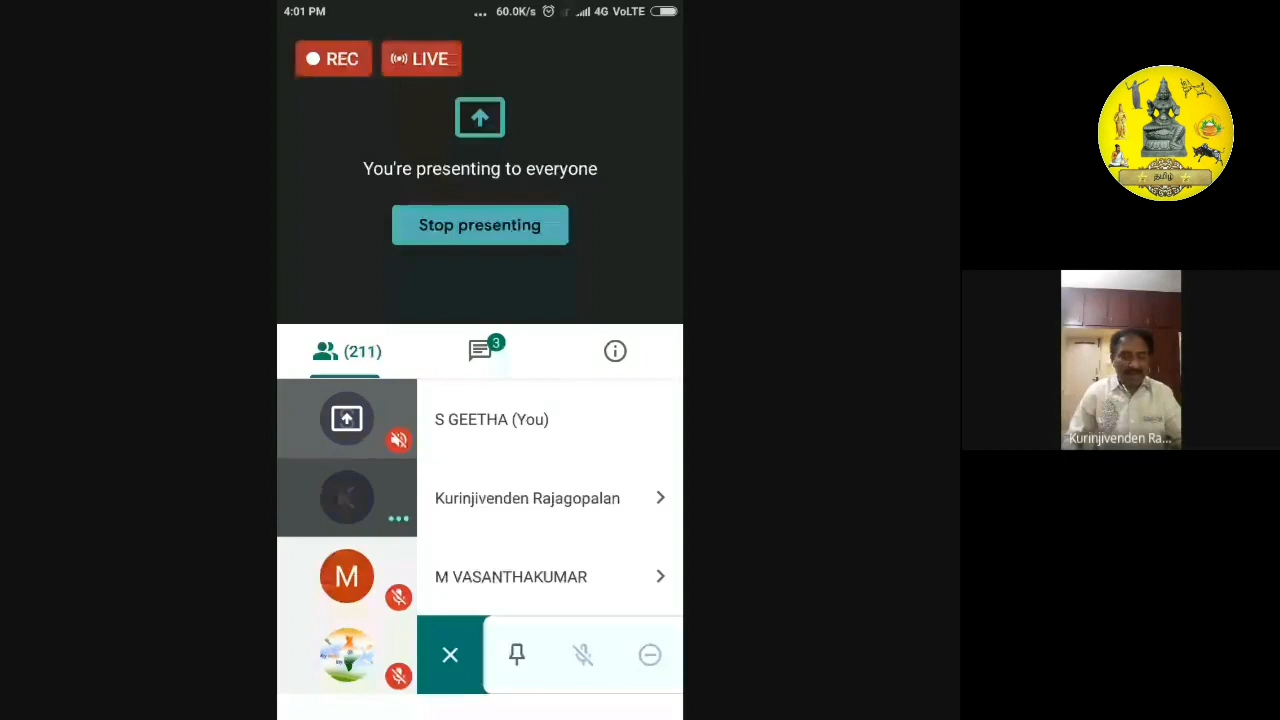 4:01 PM
... 60.0K/s 4G VoLTE
REC
LIVE
You're presenting to everyone
Stop presenting
(211)
3
S GEETHA (You)
K
Kurinjivenden Rajagopalan
M
M VASANTHAKUMAR
தமிழ்
Kurinjivenden Ra...